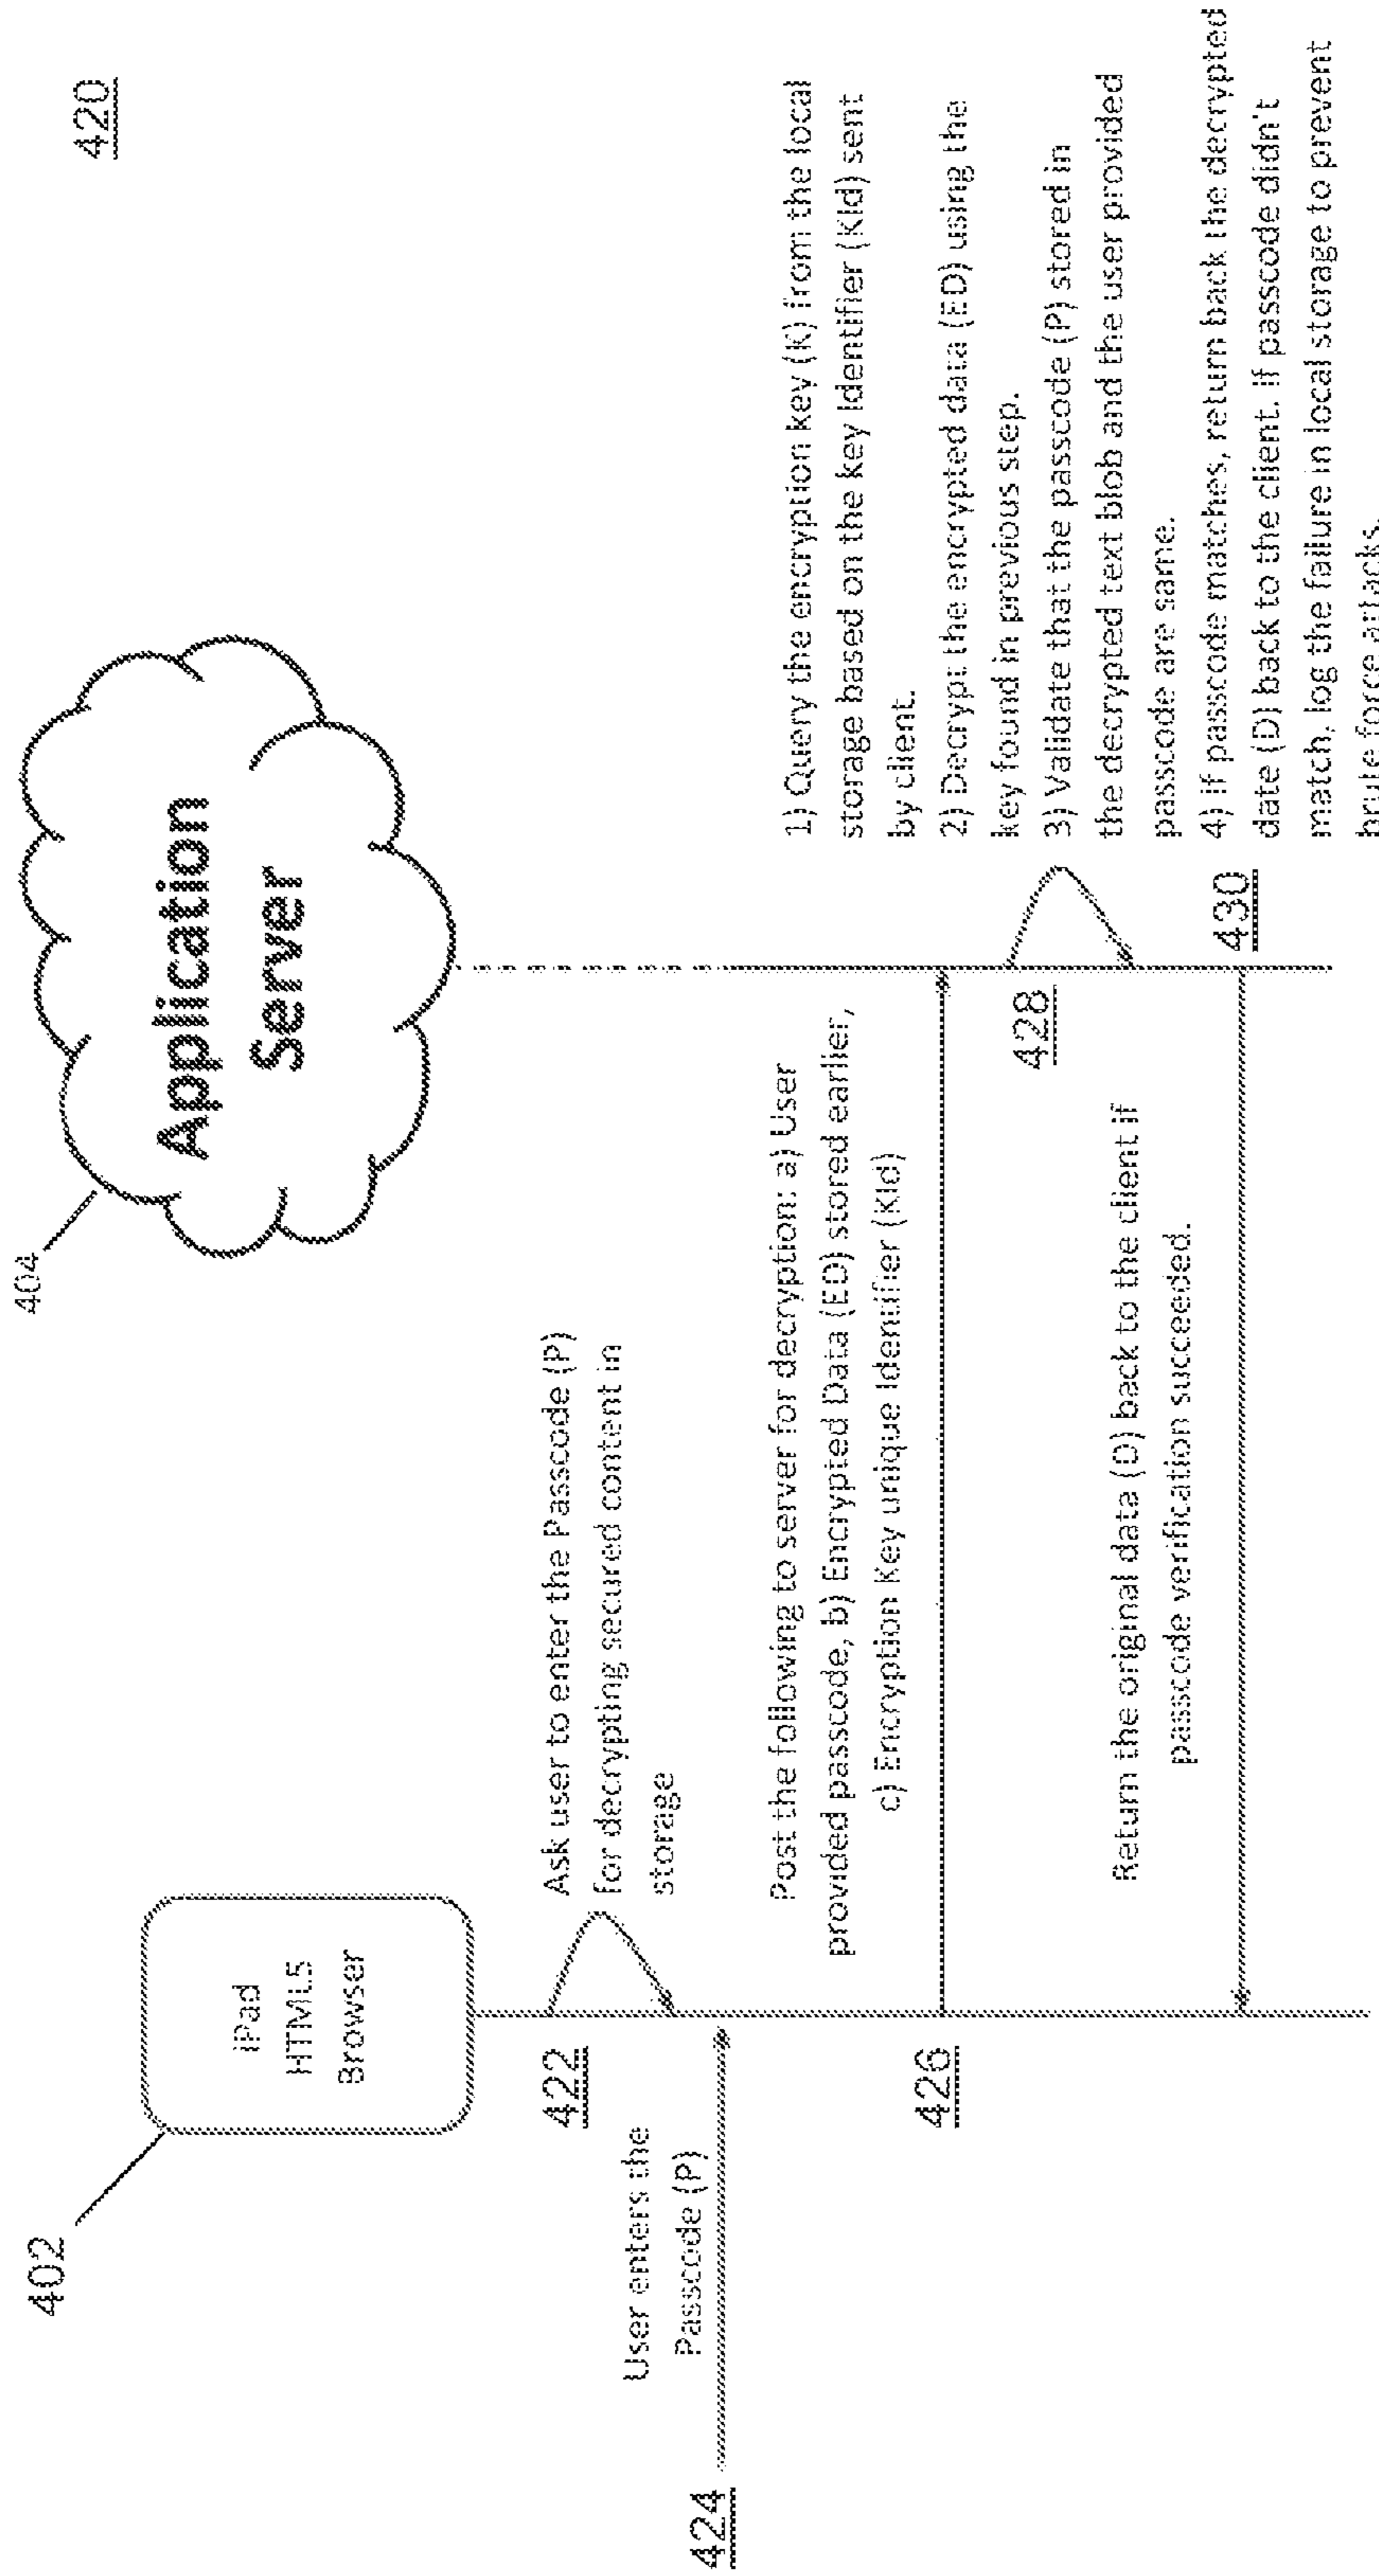 420
402
iPad
HTML5
Browser
404
Application
Server
422
Ask user to enter the Passcode (P)
for decrypting secured content in
storage
User enters the
Passcode (P)
424
426
Post the following to server for decryption: a) User
provided passcode, b) Encrypted Data (ED) stored earlier,
c) Encryption Key unique Identifier (KId)
428
1) Query the encryption key (K) from the local
storage based on the key identifier (KId) sent
by client.
2) Decrypt the encrypted data (ED) using the
key found in previous step.
3) Validate that the passcode (P) stored in
the decrypted text blob and the user provided
passcode are same.
4) If passcode matches, return back the decrypted
date (D) back to the client. If passcode didn't
match, log the failure in local storage to prevent
brute force attacks.
430
Return the original data (D) back to the client if
passcode verification succeeded.